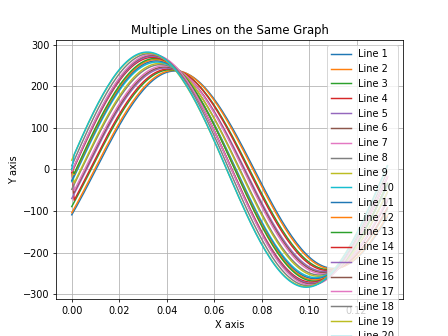 Multiple Lines on the Same Graph
300
200
100
0
−100
−200
−300
Y axis
0.00
0.02
0.04
0.06
0.08
0.10
X axis
Line 1
Line 2
Line 3
Line 4
Line 5
Line 6
Line 7
Line 8
Line 9
Line 10
Line 11
Line 12
Line 13
Line 14
Line 15
Line 16
Line 17
Line 18
Line 19
Line 20